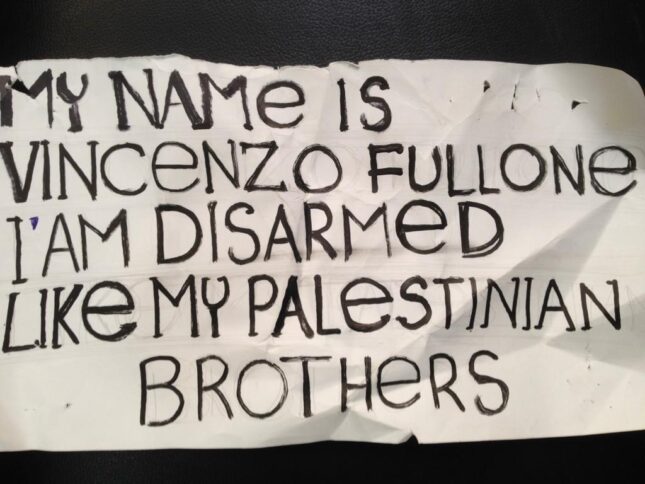 MY NAMe IS
VINCeNZO FULLONe
I'AM DISARMeD
LIKe MY PALeSTINIAN
BROTHeRS